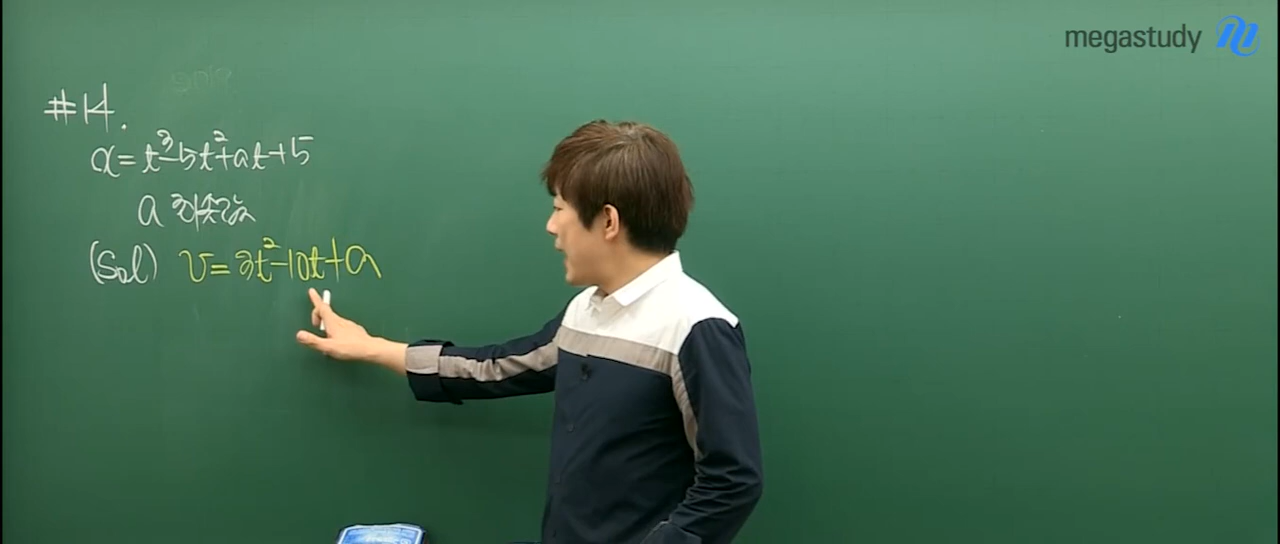 megastudy
#14.
x=t³-5t²+at+5
a 최솟값
(Sol) v=3t²-10t+a